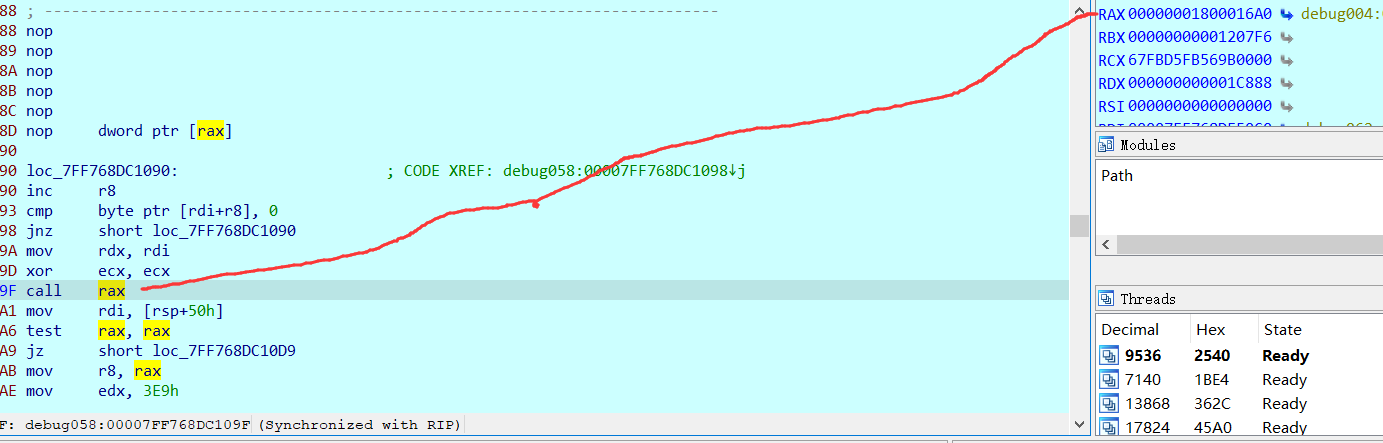 88 ; ----------------------------------------------------------------------
88 nop
89 nop
8A nop
8B nop
8C nop
8D nop dword ptr [rax]
90
90 loc_7FF768DC1090: ; CODE XREF: debug058:00007FF768DC1098↓j
90 inc r8
93 cmp byte ptr [rdi+r8], 0
98 jnz short loc_7FF768DC1090
9A mov rdx, rdi
9D xor ecx, ecx
9F call rax
A1 mov rdi, [rsp+50h]
A6 test rax, rax
A9 jz short loc_7FF768DC10D9
AB mov r8, rax
AE mov edx, 3E9h
F: debug058:00007FF768DC109F (Synchronized with RIP)
RAX 00000001800016A0 debug004:
RBX 00000000001207F6
RCX 67FBD5FB569B0000
RDX 000000000001C888
RSI 0000000000000000
Modules
Path
Threads
Decimal Hex State
9536 2540 Ready
7140 1BE4 Ready
13868 362C Ready
17824 45A0 Ready